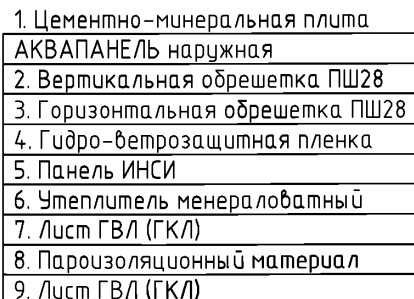 1. Цементно-минеральная плита
АКВАПАНЕЛЬ наружная
2. Вертикальная обрешетка ПШ28
3. Горизонтальная обрешетка ПШ28
4. Гидро-ветрозащитная пленка
5. Панель ИНСИ
6. Утеплитель менераловатный
7. Лист ГВЛ (ГКЛ)
8. Пароизоляционный материал
9. Лист ГВЛ (ГКЛ)